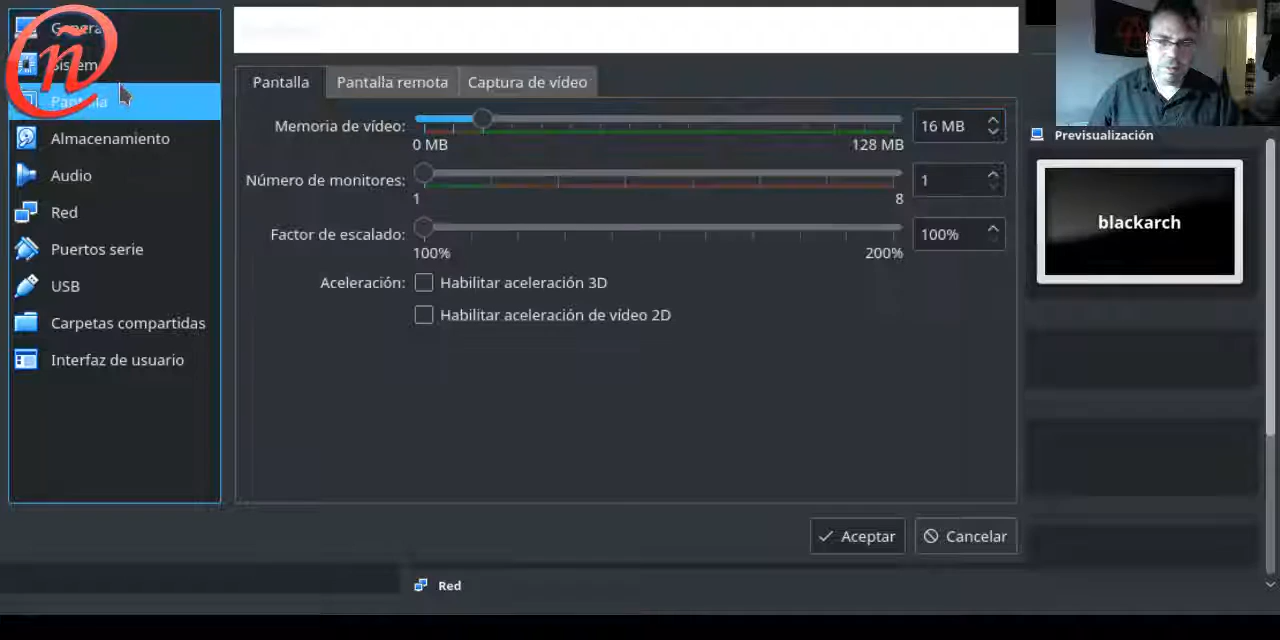 General
Sistema
Pantalla
Almacenamiento
Audio
Red
Puertos serie
USB
Carpetas compartidas
Interfaz de usuario
Pantalla
Pantalla remota
Captura de vídeo
Memoria de vídeo:
16 MB
0 MB
128 MB
Número de monitores:
1
1
8
Factor de escalado:
100%
100%
200%
Aceleración:
Habilitar aceleración 3D
Habilitar aceleración de vídeo 2D
Aceptar
Cancelar
Previsualización
blackarch
Red
ñ